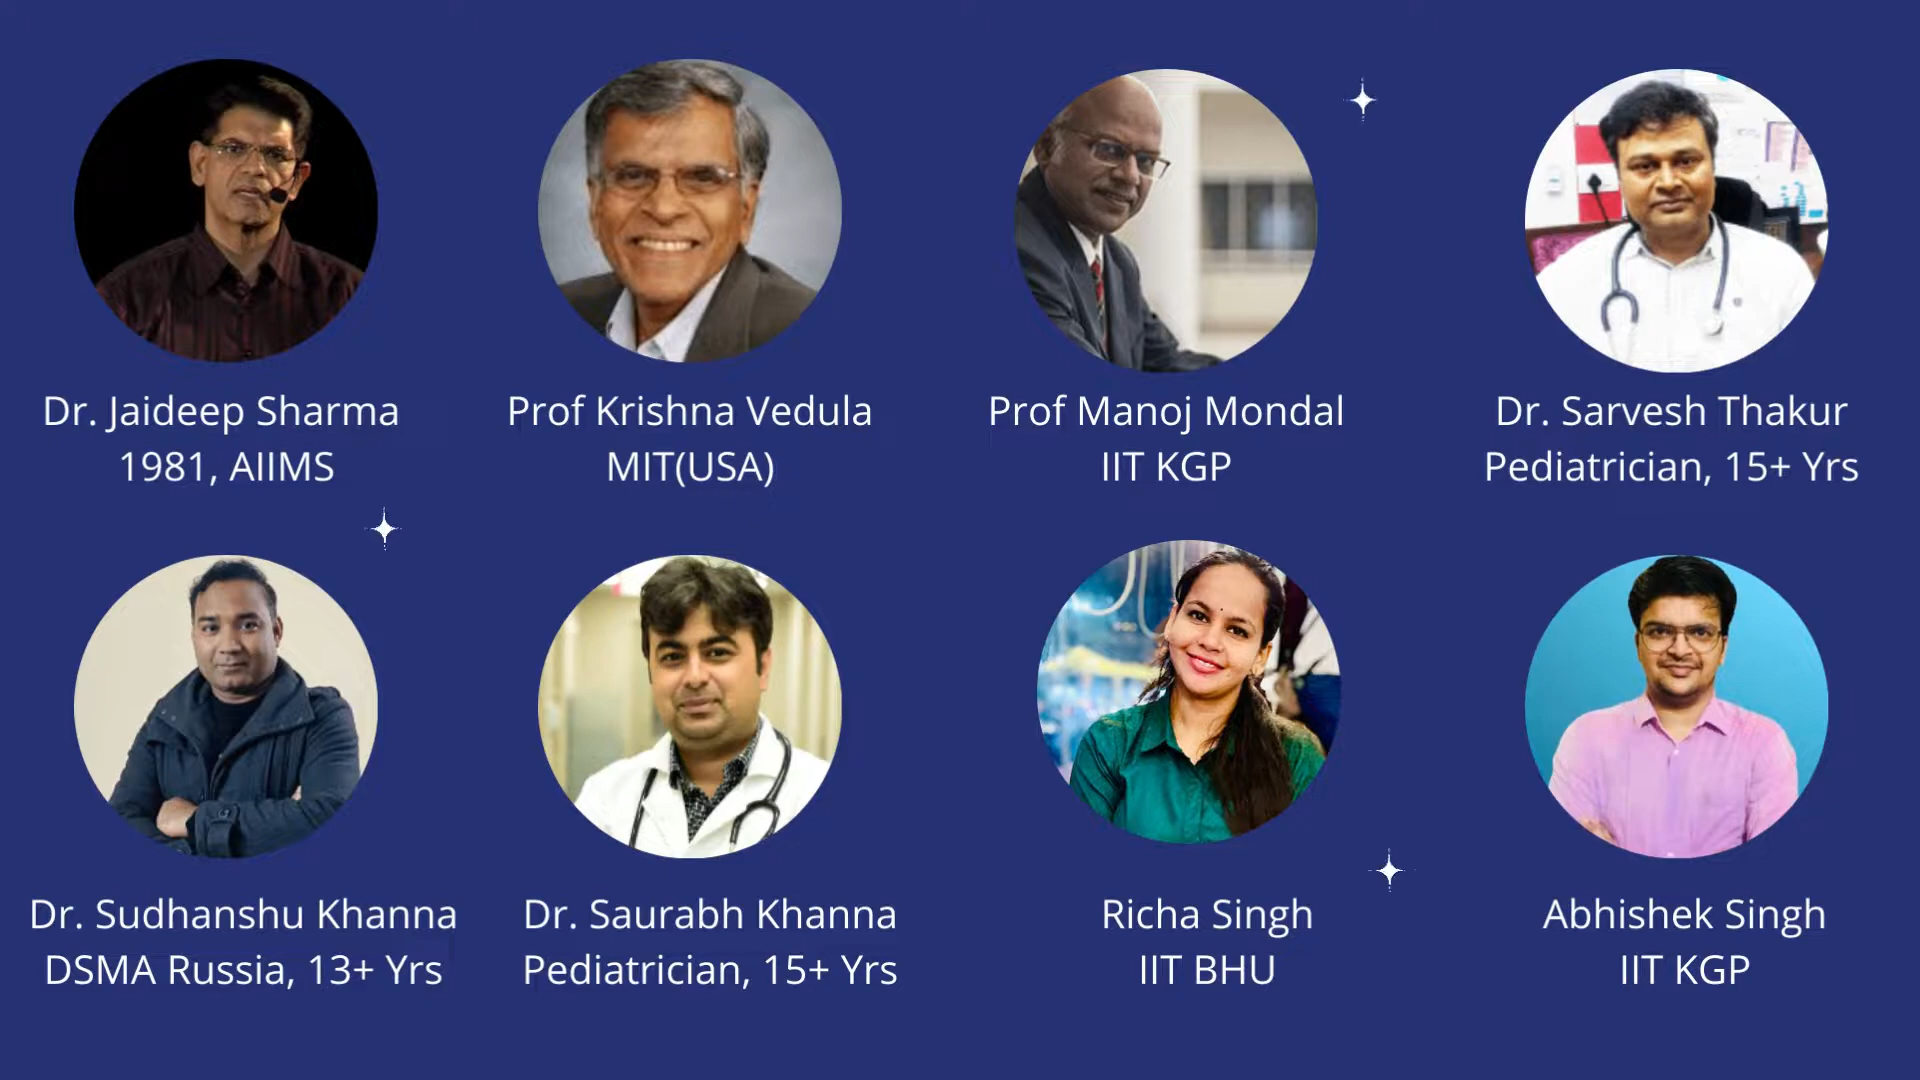 Dr. Jaideep Sharma
1981, AIIMS
Prof Krishna Vedula
MIT(USA)
Prof Manoj Mondal
IIT KGP
Dr. Sarvesh Thakur
Pediatrician, 15+ Yrs
Dr. Sudhanshu Khanna
DSMA Russia, 13+ Yrs
Dr. Saurabh Khanna
Pediatrician, 15+ Yrs
Richa Singh
IIT BHU
Abhishek Singh
IIT KGP